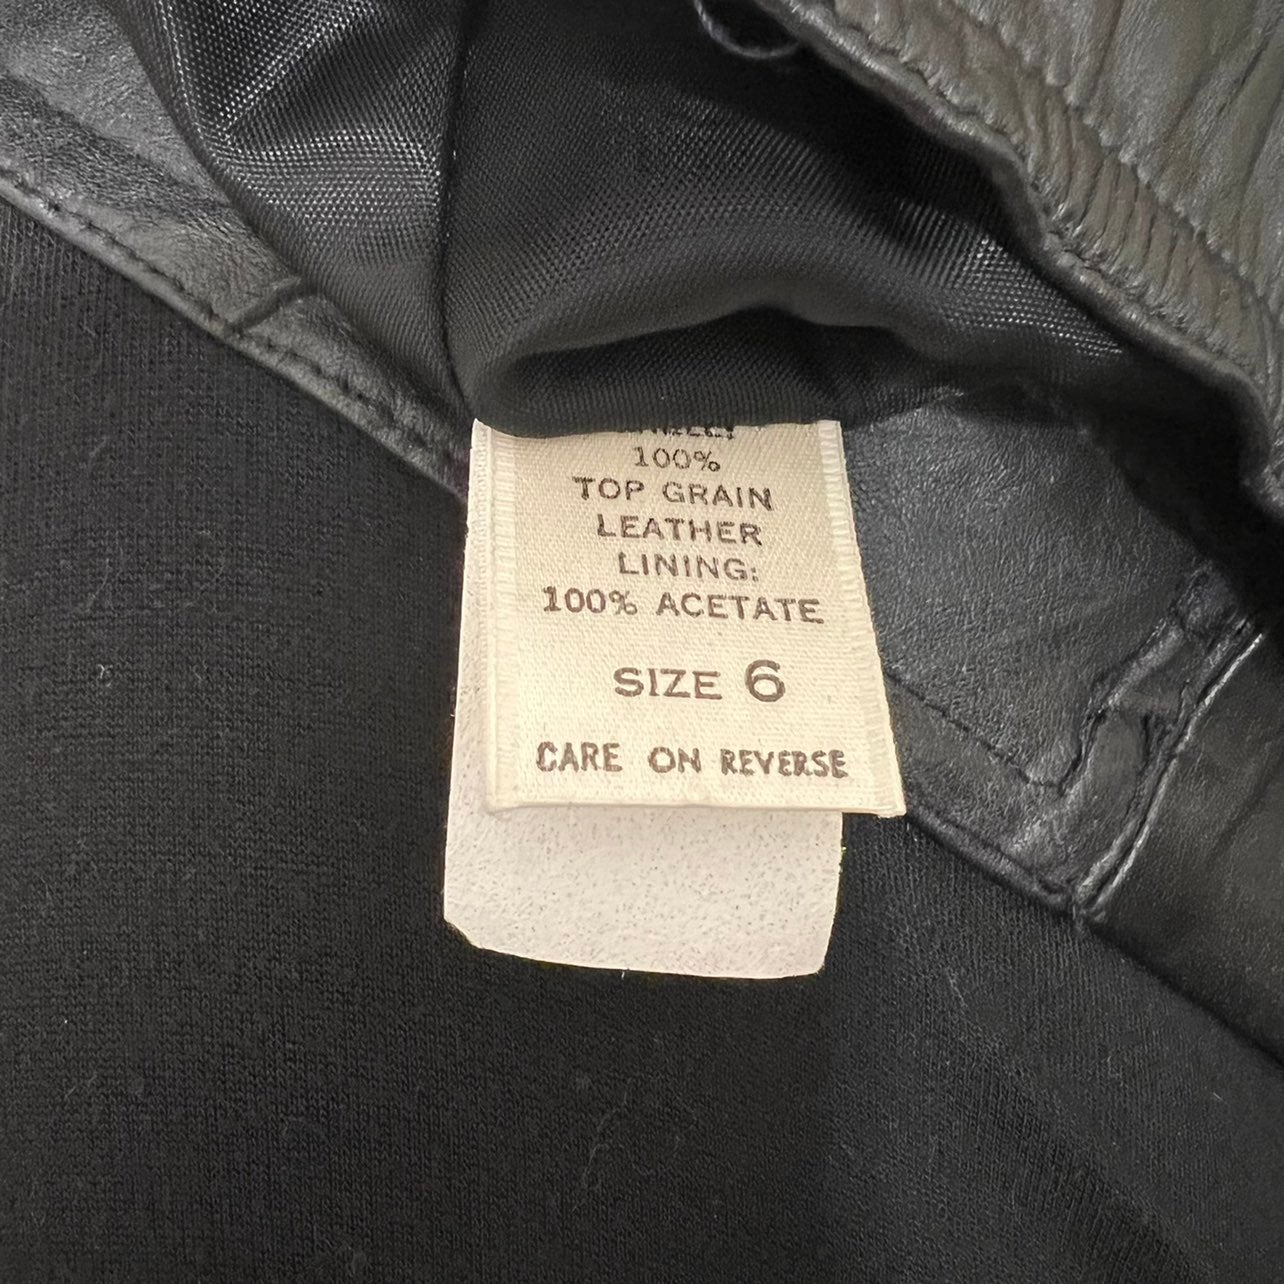 100%
TOP GRAIN
LEATHER
LINING:
100% ACETATE
SIZE 6
CARE ON REVERSE